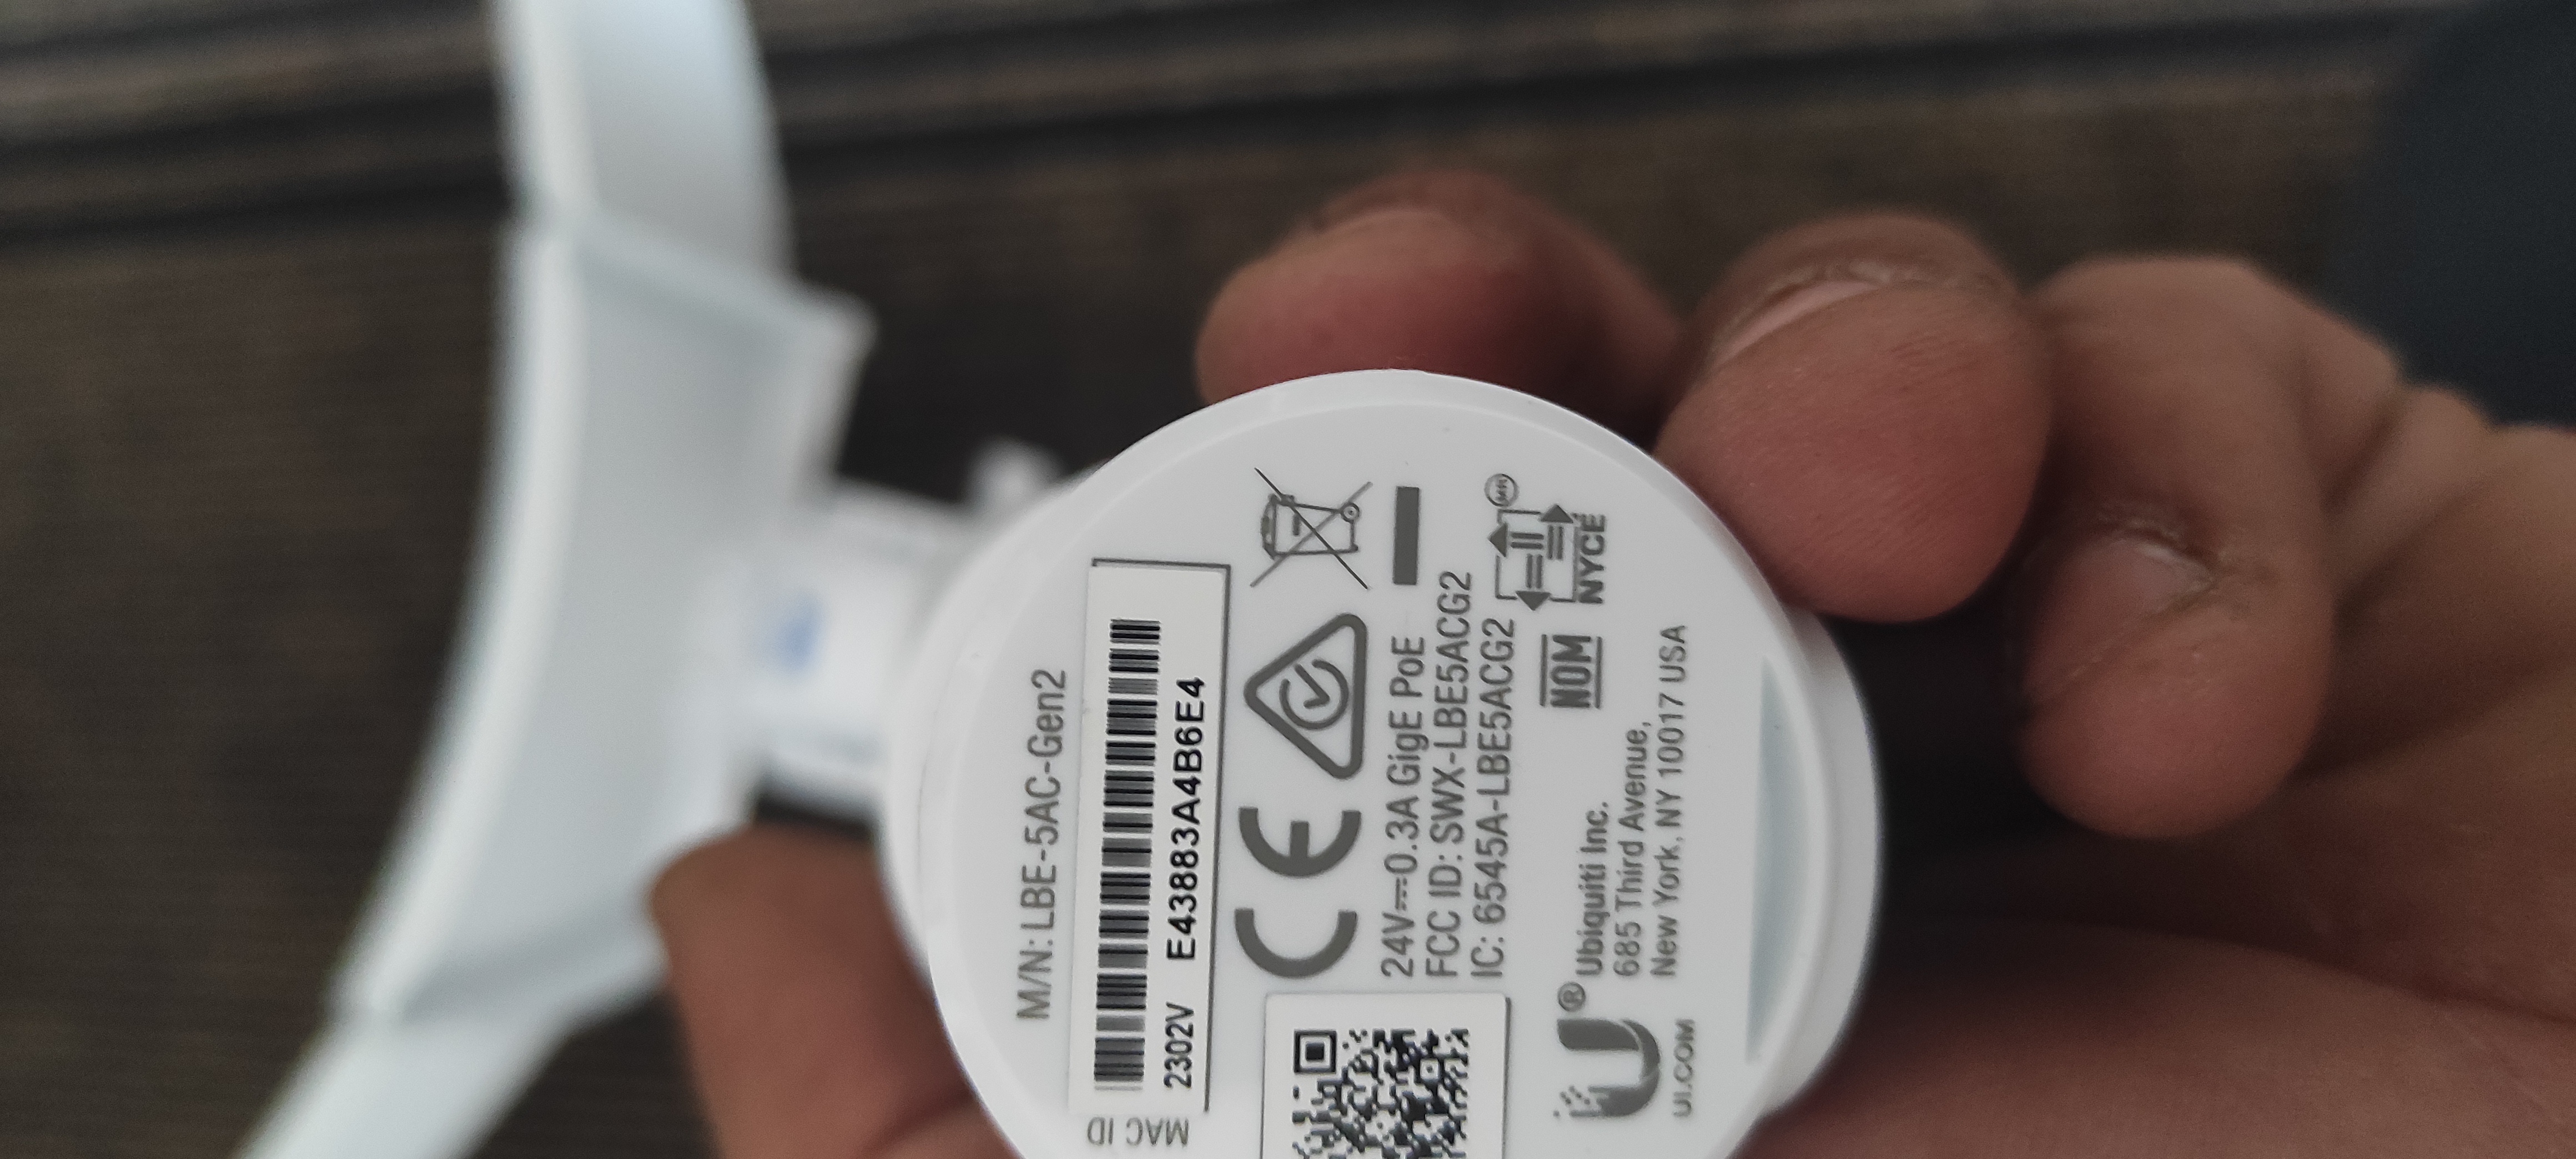 M/N: LBE-5AC-Gen2
MAC ID
2302V E43883A4B6E4
CE
24V⎓0.3A GigE PoE
FCC ID: SWX-LBE5ACG2
IC: 6545A-LBE5ACG2
NOM
NYCE
MR
U®
Ubiquiti Inc.
685 Third Avenue,
New York, NY 10017 USA
UI.COM